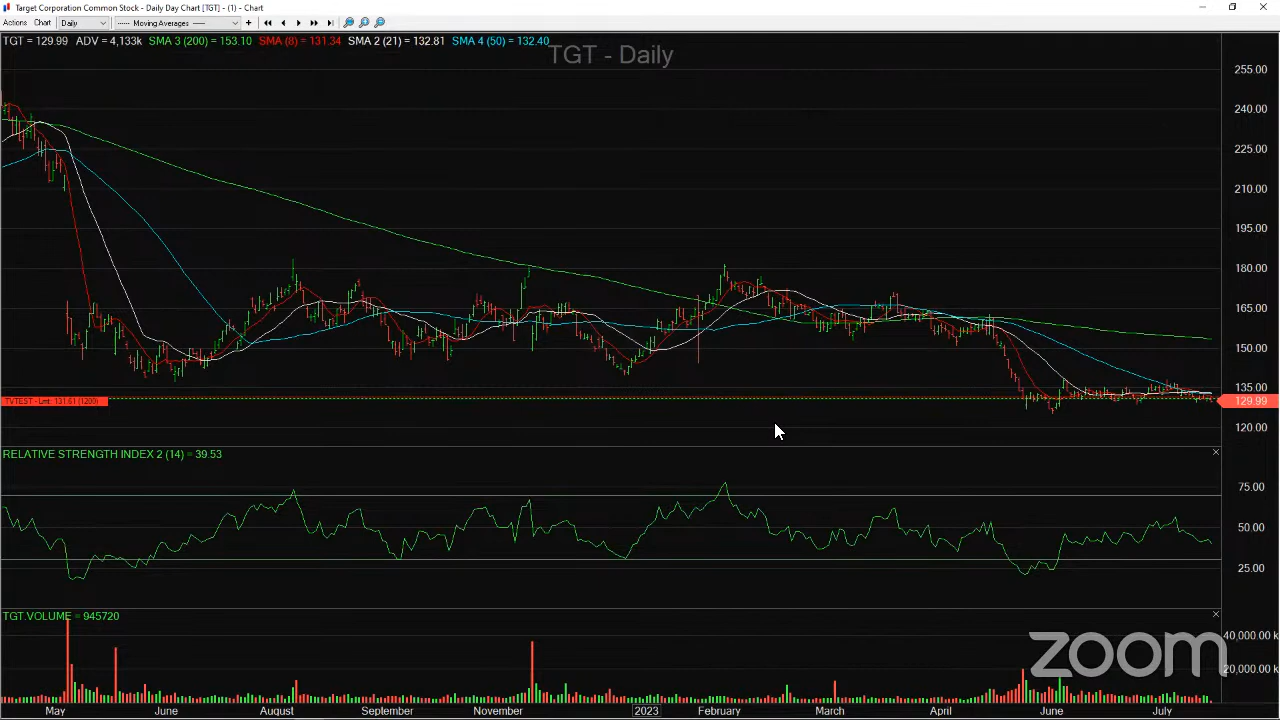 Target Corporation Common Stock - Daily Day Chart [TGT] - (1) - Chart
Actions Chart Daily Moving Averages
TGT = 129.99 ADV = 4,133k SMA 3 (200) = 153.10 SMA (8) = 131.34 SMA 2 (21) = 132.81 SMA 4 (50) = 132.40
TGT - Daily
255.00
240.00
225.00
210.00
195.00
180.00
165.00
150.00
135.00
TVTEST - Lmt: 131.61 (1200)
129.99
120.00
RELATIVE STRENGTH INDEX 2 (14) = 39.53
75.00
50.00
25.00
TGT.VOLUME = 945720
40,000.00 k
20,000.00 k
zoom
May June August September November 2023 February March April June July